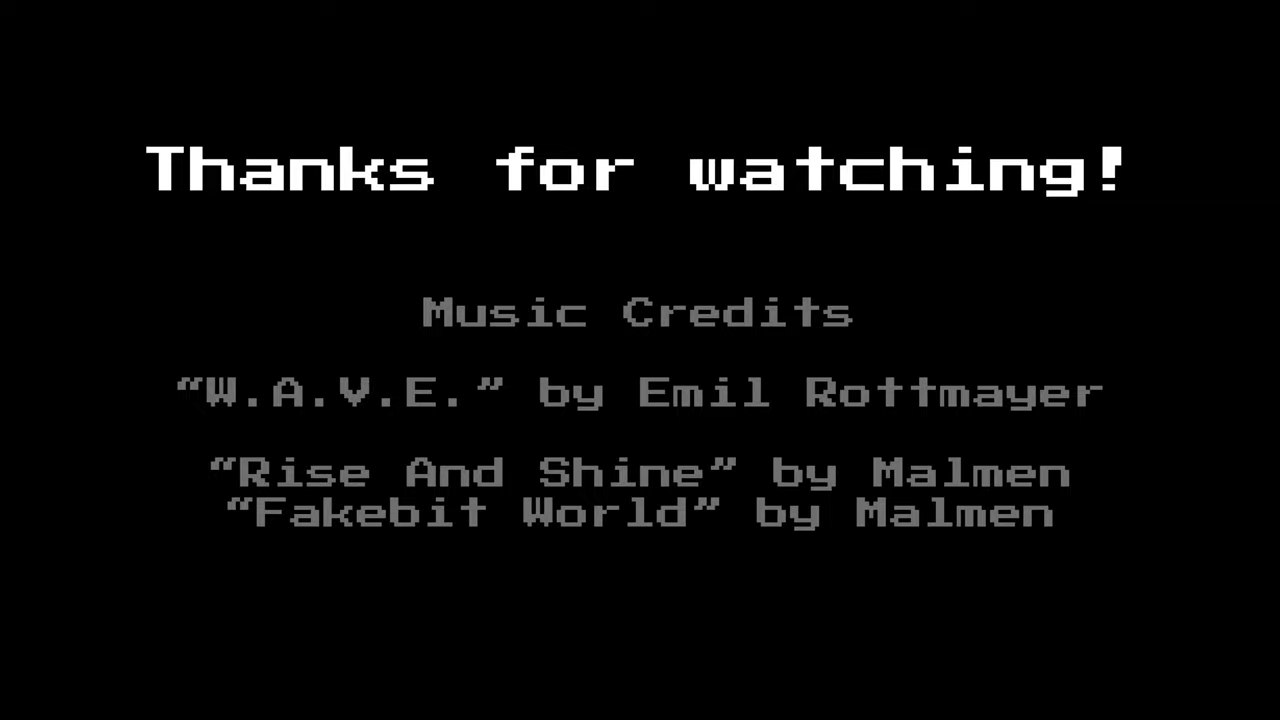 Thanks for watching!
Music Credits
“W.A.V.E.” by Emil Rottmayer
“Rise And Shine” by Malmen
“Fakebit World” by Malmen